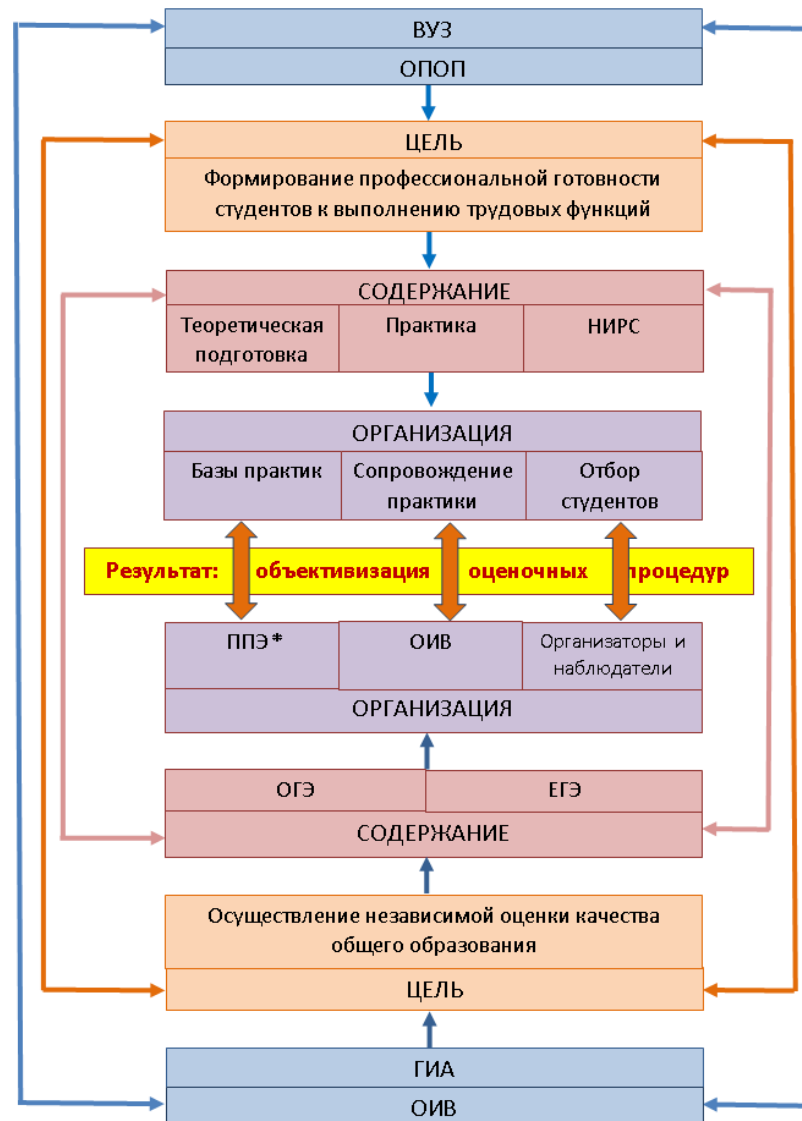 ВУЗ
ОПОП
ЦЕЛЬ
Формирование профессиональной готовности
студентов к выполнению трудовых функций
СОДЕРЖАНИЕ
Теоретическая
подготовка
Практика
НИРС
ОРГАНИЗАЦИЯ
Базы практик
Сопровождение
практики
Отбор
студентов
Результат: объективизация оценочных процедур
ППЭ*
ОИВ
Организаторы и
наблюдатели
ОРГАНИЗАЦИЯ
ОГЭ
ЕГЭ
СОДЕРЖАНИЕ
Осуществление независимой оценки качества
общего образования
ЦЕЛЬ
ГИА
ОИВ